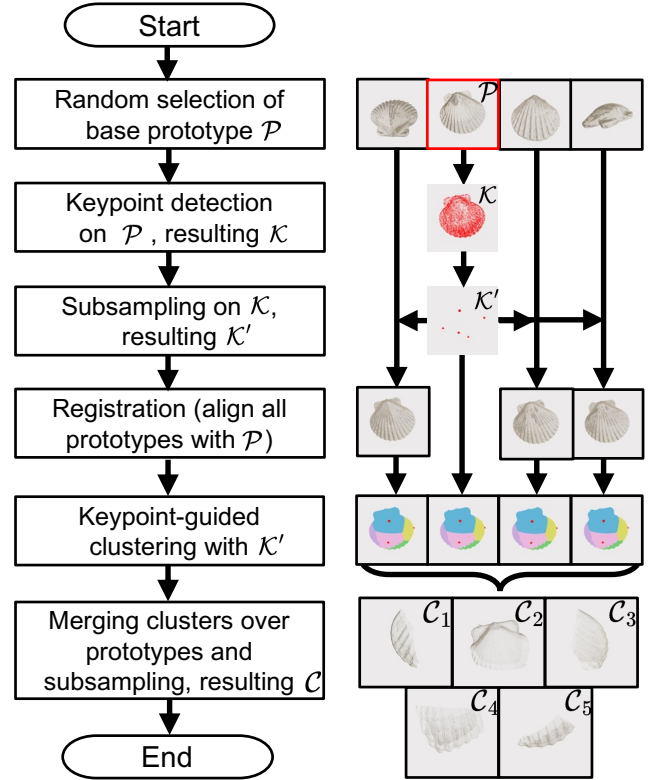 Start
Random selection of
base prototype 𝒫
Keypoint detection
on 𝒫 , resulting 𝒦
Subsampling on 𝒦,
resulting 𝒦′
Registration (align all
prototypes with 𝒫)
Keypoint-guided
clustering with 𝒦′
Merging clusters over
prototypes and
subsampling, resulting 𝒞
End
𝒫
𝒦
𝒦′
𝒞₁
𝒞₂
𝒞₃
𝒞₄
𝒞₅